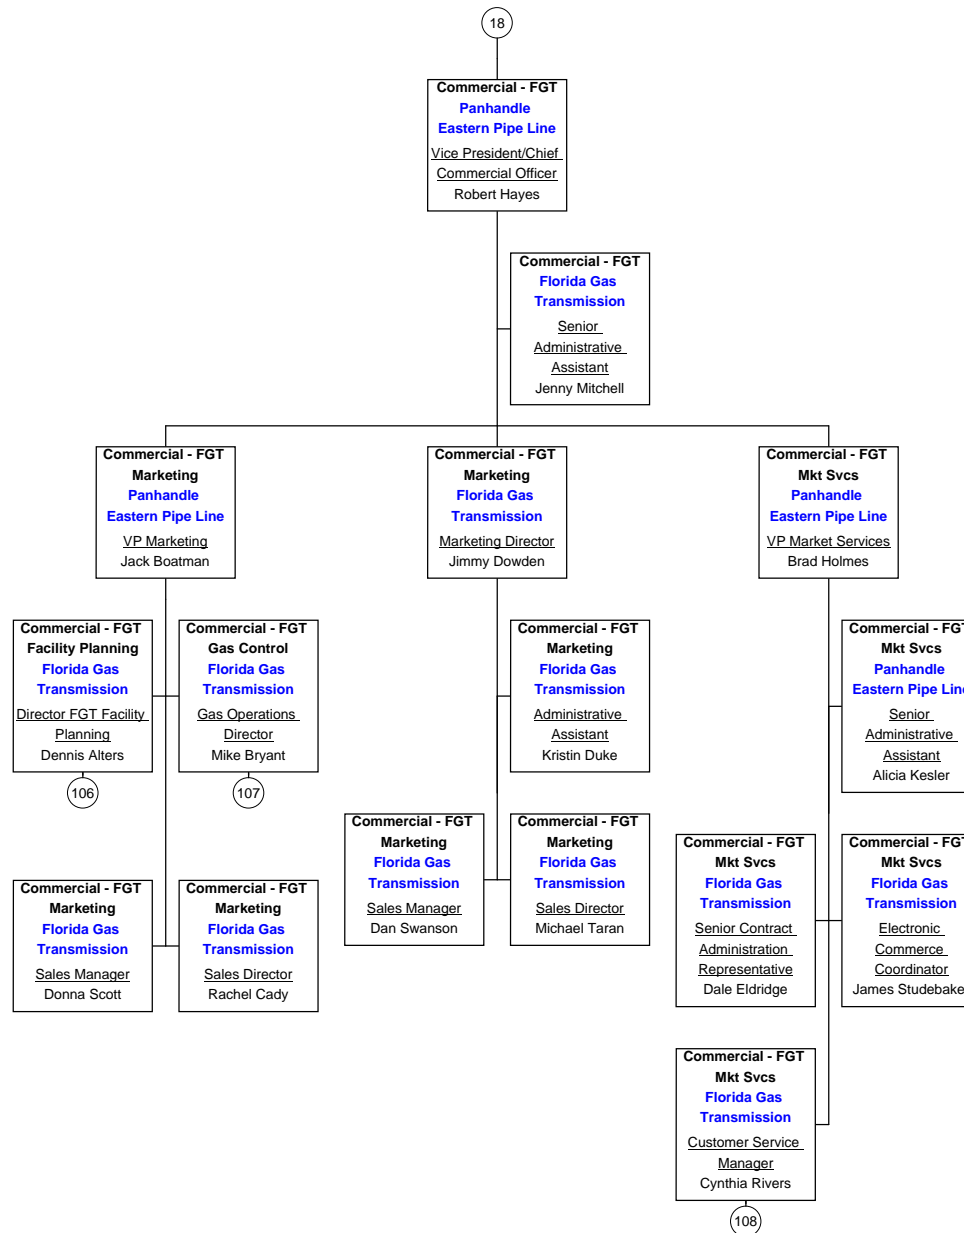 18
Commercial - FGT
Panhandle
Eastern Pipe Line
Vice President/Chief
Commercial Officer
Robert Hayes
Commercial - FGT
Florida Gas
Transmission
Senior
Administrative
Assistant
Jenny Mitchell
Commercial - FGT
Marketing
Panhandle
Eastern Pipe Line
VP Marketing
Jack Boatman
Commercial - FGT
Marketing
Florida Gas
Transmission
Marketing Director
Jimmy Dowden
Commercial - FGT
Mkt Svcs
Panhandle
Eastern Pipe Line
VP Market Services
Brad Holmes
Commercial - FGT
Facility Planning
Florida Gas
Transmission
Director FGT Facility
Planning
Dennis Alters
106
Commercial - FGT
Gas Control
Florida Gas
Transmission
Gas Operations
Director
Mike Bryant
107
Commercial - FGT
Marketing
Florida Gas
Transmission
Administrative
Assistant
Kristin Duke
Commercial - FGT
Mkt Svcs
Panhandle
Eastern Pipe Line
Senior
Administrative
Assistant
Alicia Kesler
Commercial - FGT
Marketing
Florida Gas
Transmission
Sales Manager
Donna Scott
Commercial - FGT
Marketing
Florida Gas
Transmission
Sales Director
Rachel Cady
Commercial - FGT
Marketing
Florida Gas
Transmission
Sales Manager
Dan Swanson
Commercial - FGT
Marketing
Florida Gas
Transmission
Sales Director
Michael Taran
Commercial - FGT
Mkt Svcs
Florida Gas
Transmission
Senior Contract
Administration
Representative
Dale Eldridge
Commercial - FGT
Mkt Svcs
Florida Gas
Transmission
Electronic
Commerce
Coordinator
James Studebake
Commercial - FGT
Mkt Svcs
Florida Gas
Transmission
Customer Service
Manager
Cynthia Rivers
108